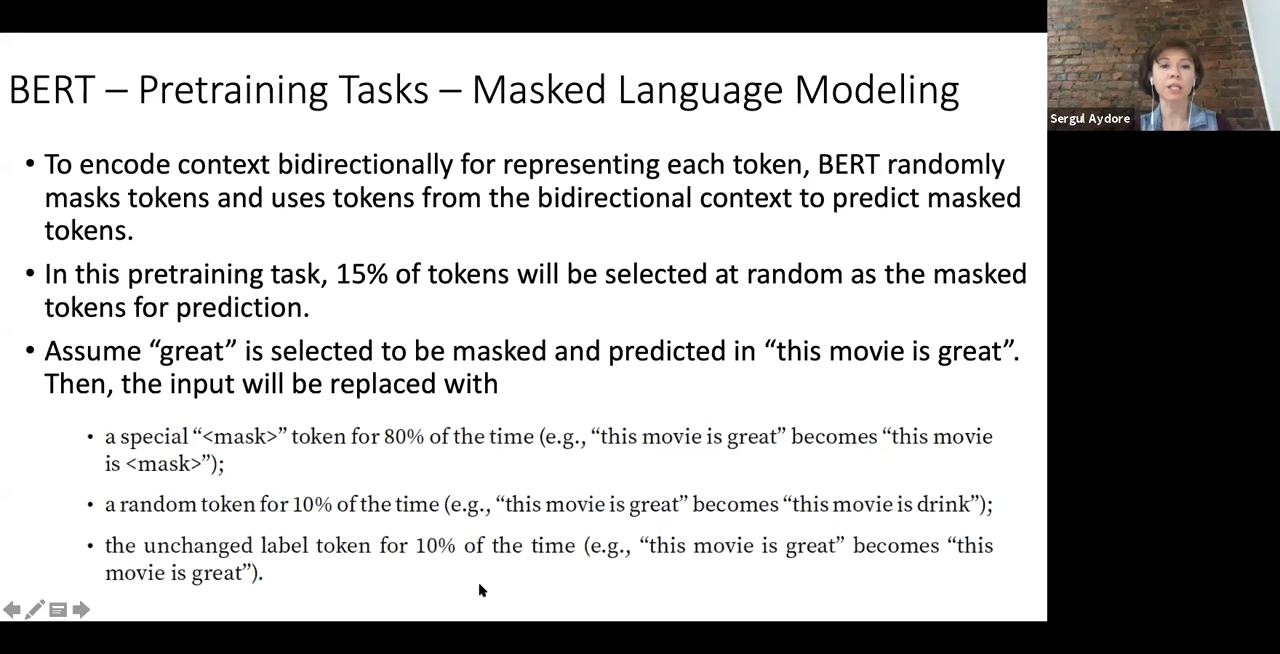 BERT – Pretraining Tasks – Masked Language Modeling
Sergul Aydore
• To encode context bidirectionally for representing each token, BERT randomly
masks tokens and uses tokens from the bidirectional context to predict masked
tokens.
• In this pretraining task, 15% of tokens will be selected at random as the masked
tokens for prediction.
• Assume “great” is selected to be masked and predicted in “this movie is great”.
Then, the input will be replaced with
• a special “<mask>” token for 80% of the time (e.g., “this movie is great” becomes “this movie
is <mask>”);
• a random token for 10% of the time (e.g., “this movie is great” becomes “this movie is drink”);
• the unchanged label token for 10% of the time (e.g., “this movie is great” becomes “this
movie is great”).